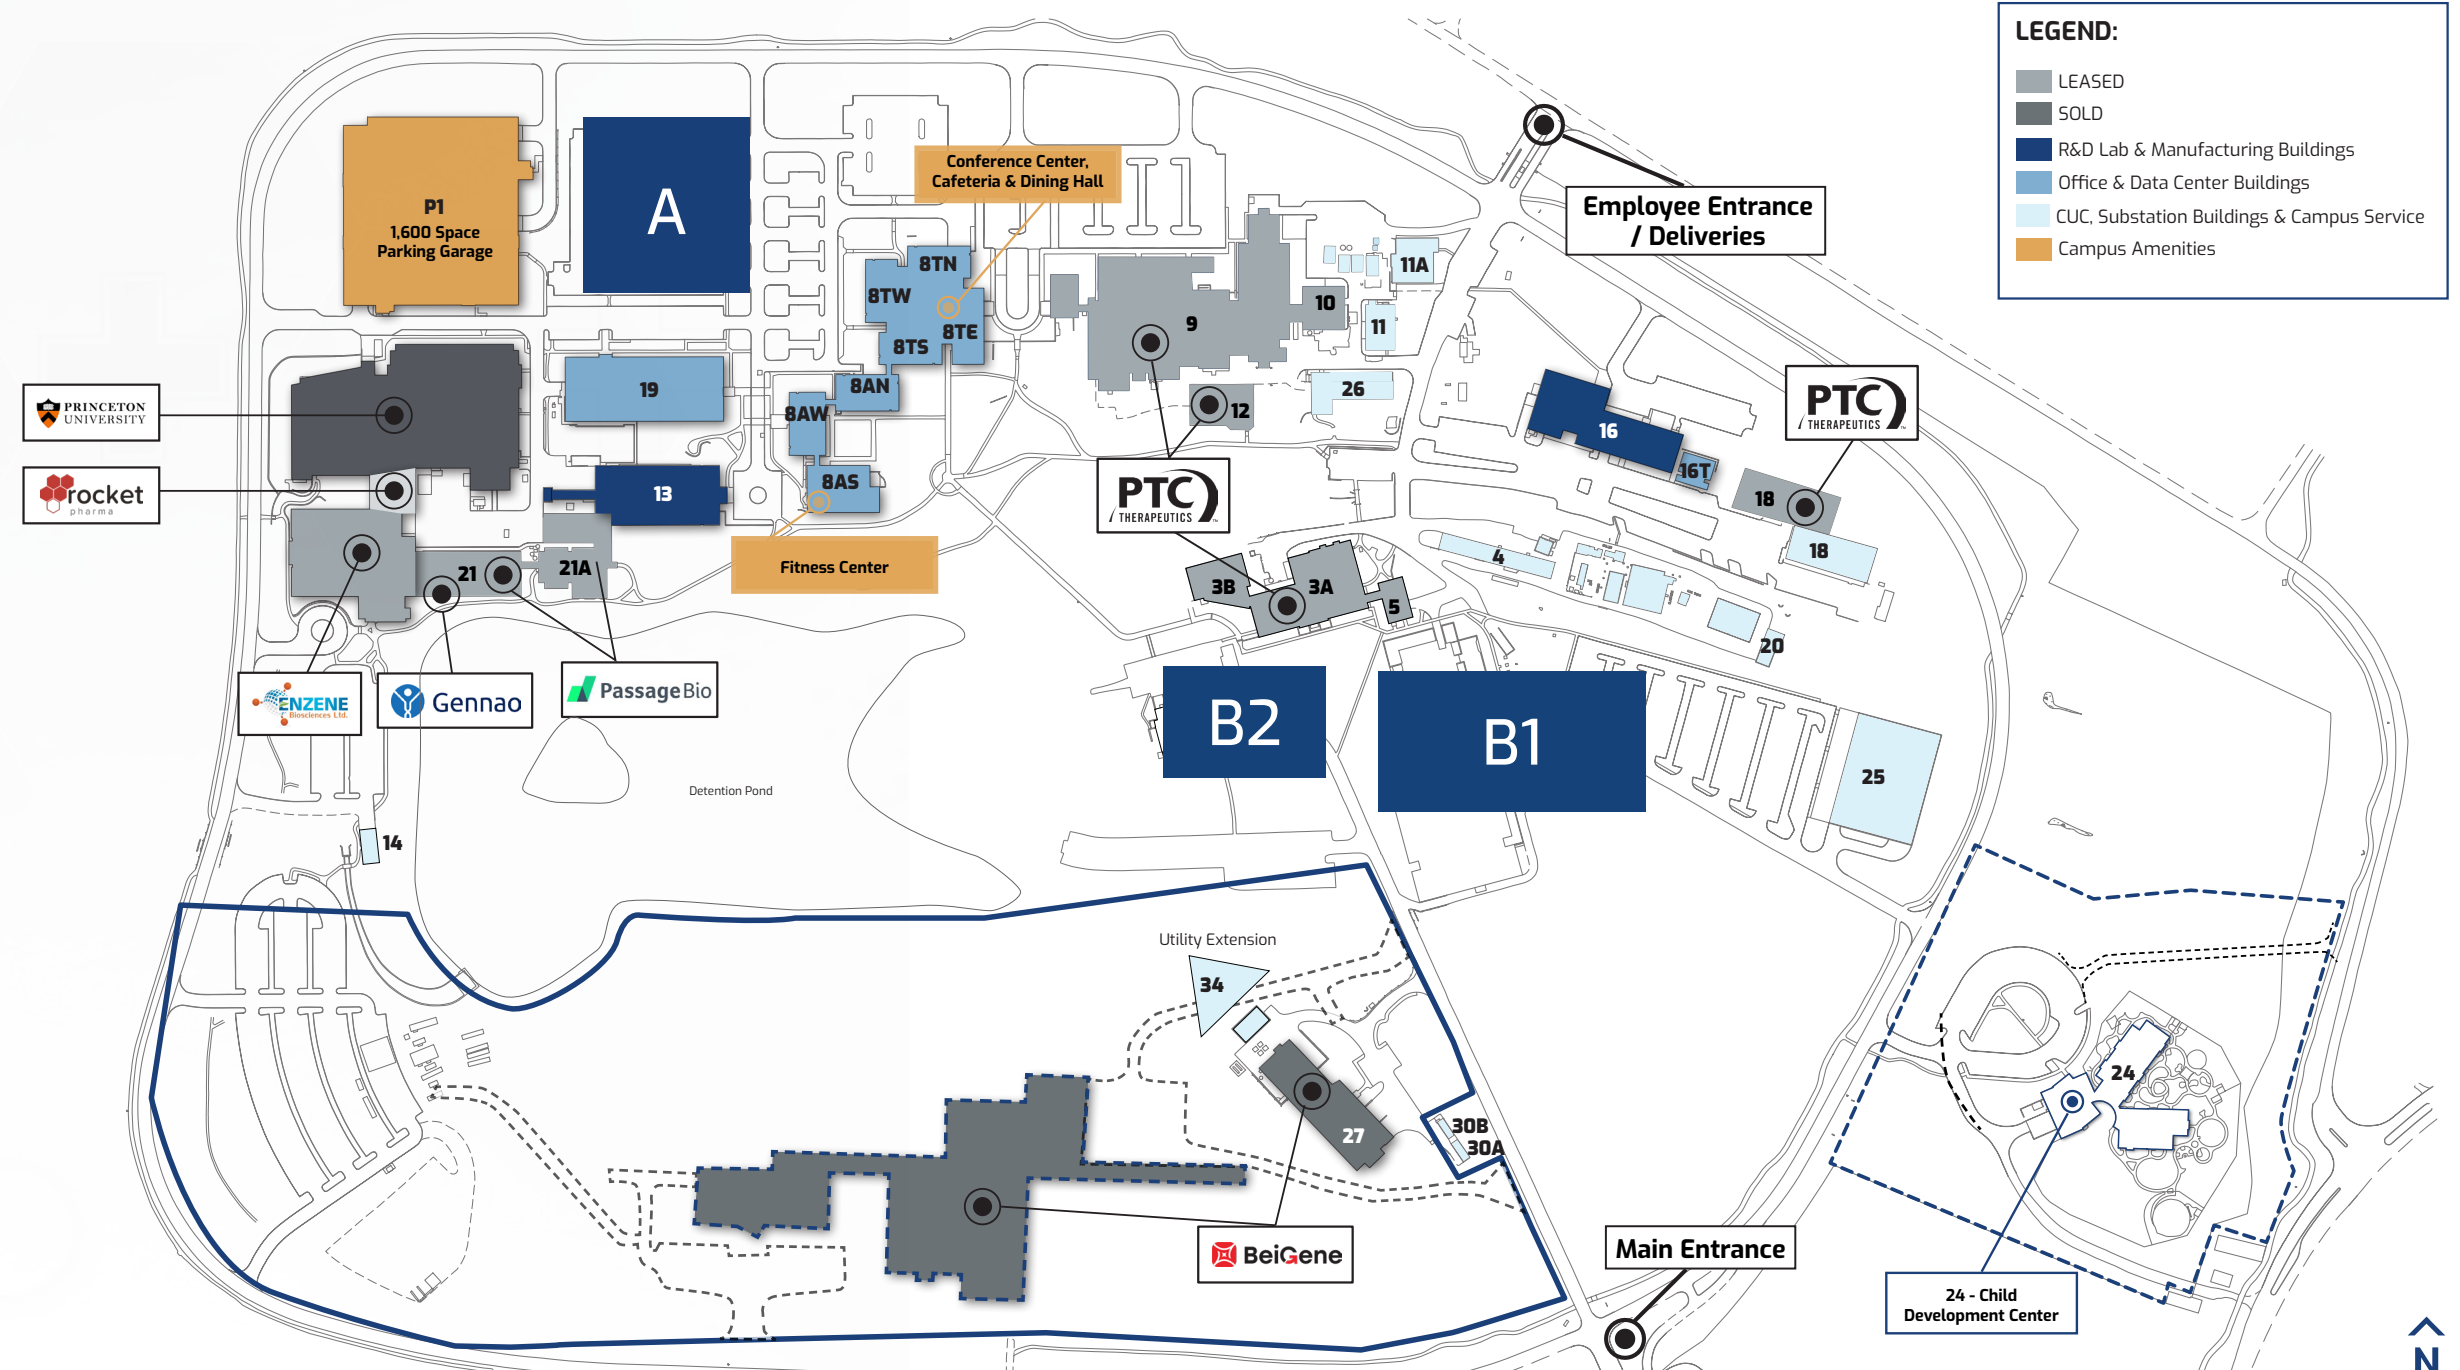 LEGEND:
LEASED
SOLD
R&D Lab & Manufacturing Buildings
Office & Data Center Buildings
CUC, Substation Buildings & Campus Service
Campus Amenities
P1
1,600 Space
Parking Garage
A
Conference Center,
Cafeteria & Dining Hall
Employee Entrance
/ Deliveries
8TN
8TW
8TE
8TS
8AN
8AW
8AS
9
10
11A
11
12
26
19
13
PRINCETON
UNIVERSITY
rocket
pharma
16
16T
PTC
THERAPEUTICS
18
18
PTC
THERAPEUTICS
Fitness Center
21
21A
3B
3A
5
4
20
ENZENE
Biosciences Ltd.
Gennao
PassageBio
B2
B1
25
Detention Pond
14
Utility Extension
34
27
30B
30A
24
BeiGene
Main Entrance
24 - Child
Development Center
N